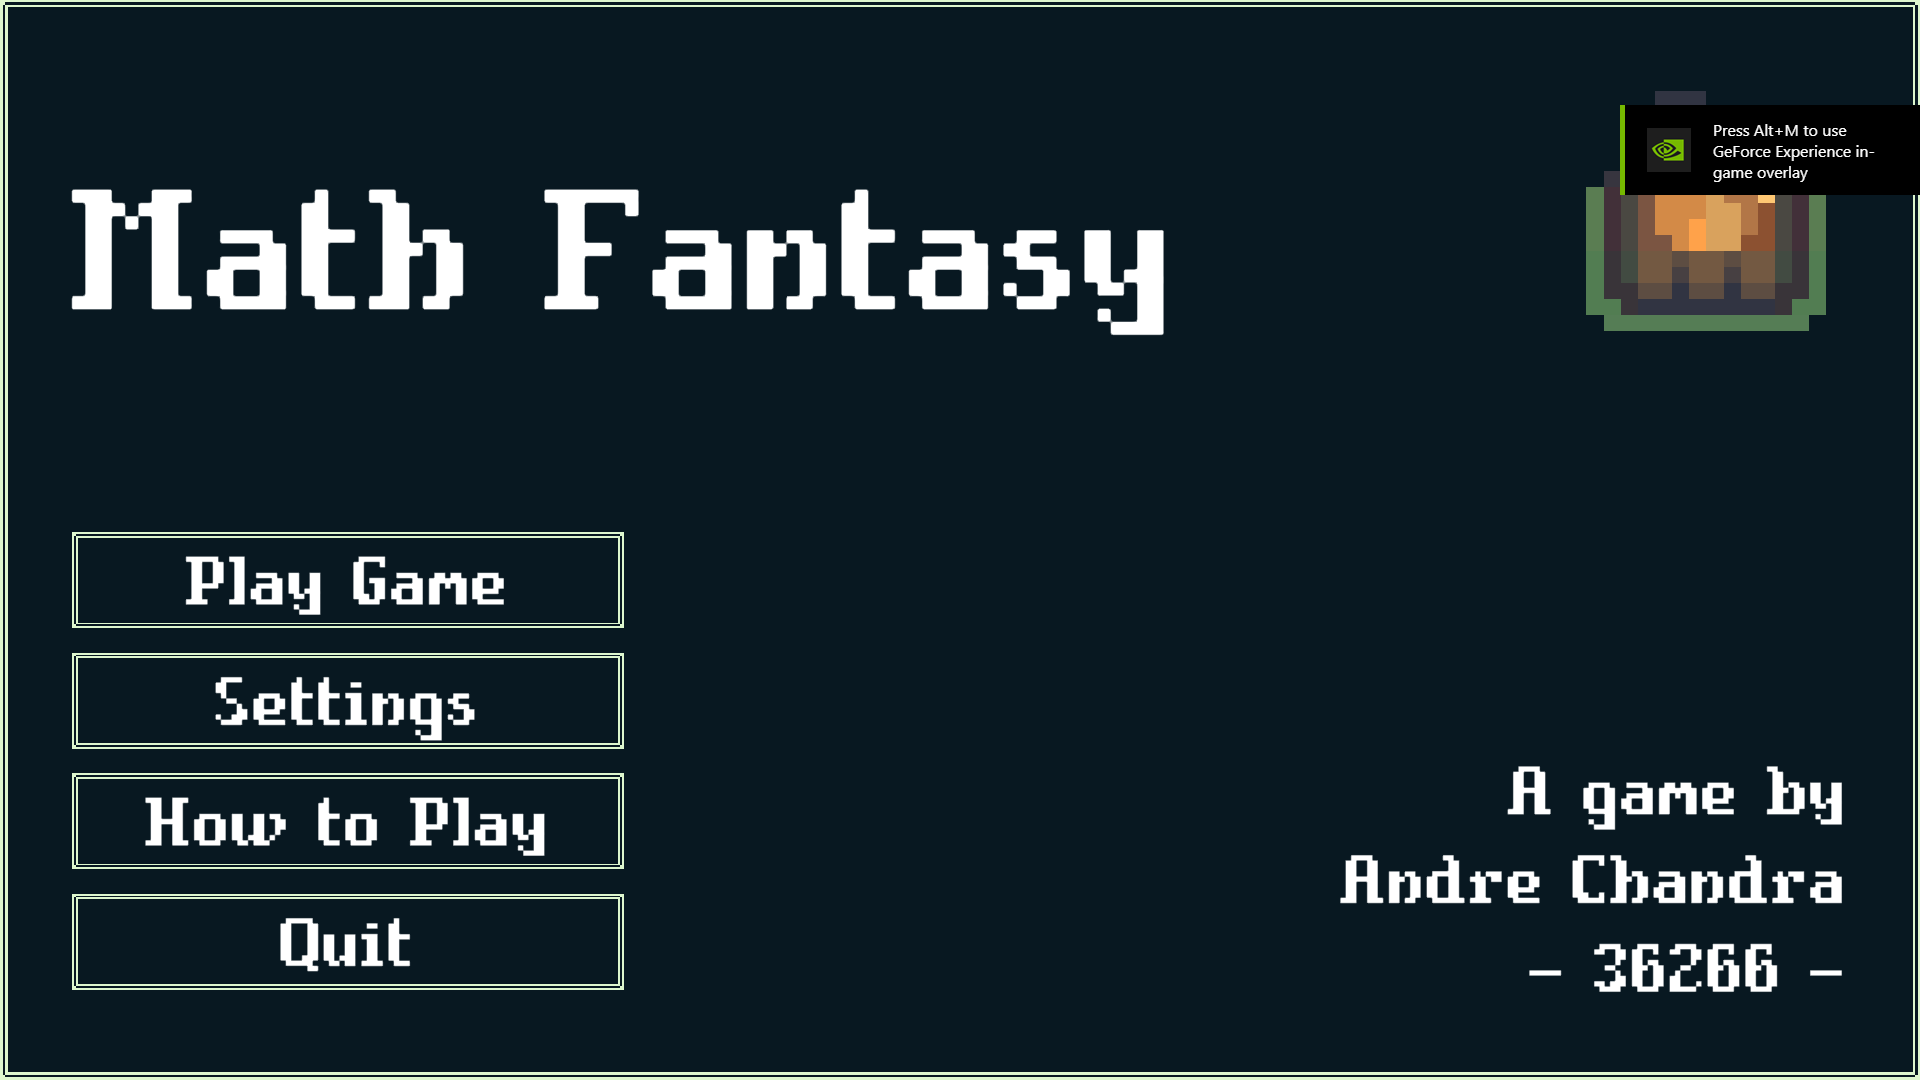 Math Fantasy
Press Alt+M to use
GeForce Experience in-
game overlay
Play Game
Settings
How to Play
Quit
A game by
Andre Chandra
- 36266 -